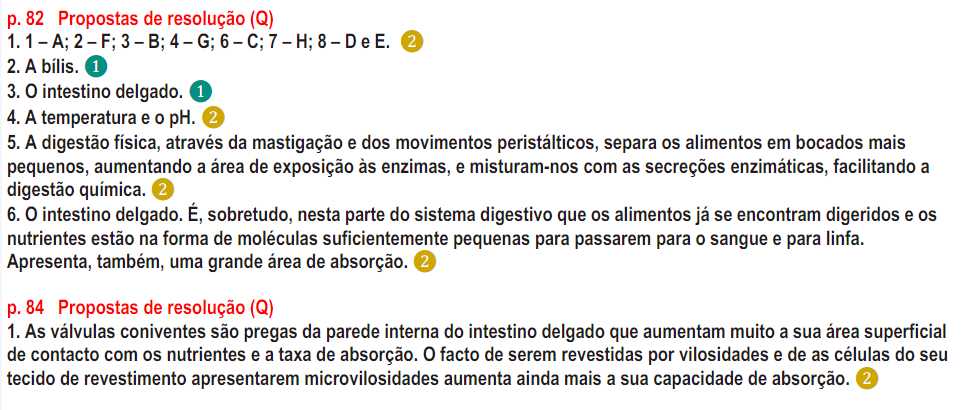 p. 82 Propostas de resolução (Q)
1. 1 – A; 2 – F; 3 – B; 4 – G; 6 – C; 7 – H; 8 – D e E. 2
2. A bílis. 1
3. O intestino delgado. 1
4. A temperatura e o pH. 2
5. A digestão física, através da mastigação e dos movimentos peristálticos, separa os alimentos em bocados mais
pequenos, aumentando a área de exposição às enzimas, e misturam-nos com as secreções enzimáticas, facilitando a
digestão química. 2
6. O intestino delgado. É, sobretudo, nesta parte do sistema digestivo que os alimentos já se encontram digeridos e os
nutrientes estão na forma de moléculas suficientemente pequenas para passarem para o sangue e para linfa.
Apresenta, também, uma grande área de absorção. 2
p. 84 Propostas de resolução (Q)
1. As válvulas coniventes são pregas da parede interna do intestino delgado que aumentam muito a sua área superficial
de contacto com os nutrientes e a taxa de absorção. O facto de serem revestidas por vilosidades e de as células do seu
tecido de revestimento apresentarem microvilosidades aumenta ainda mais a sua capacidade de absorção. 2